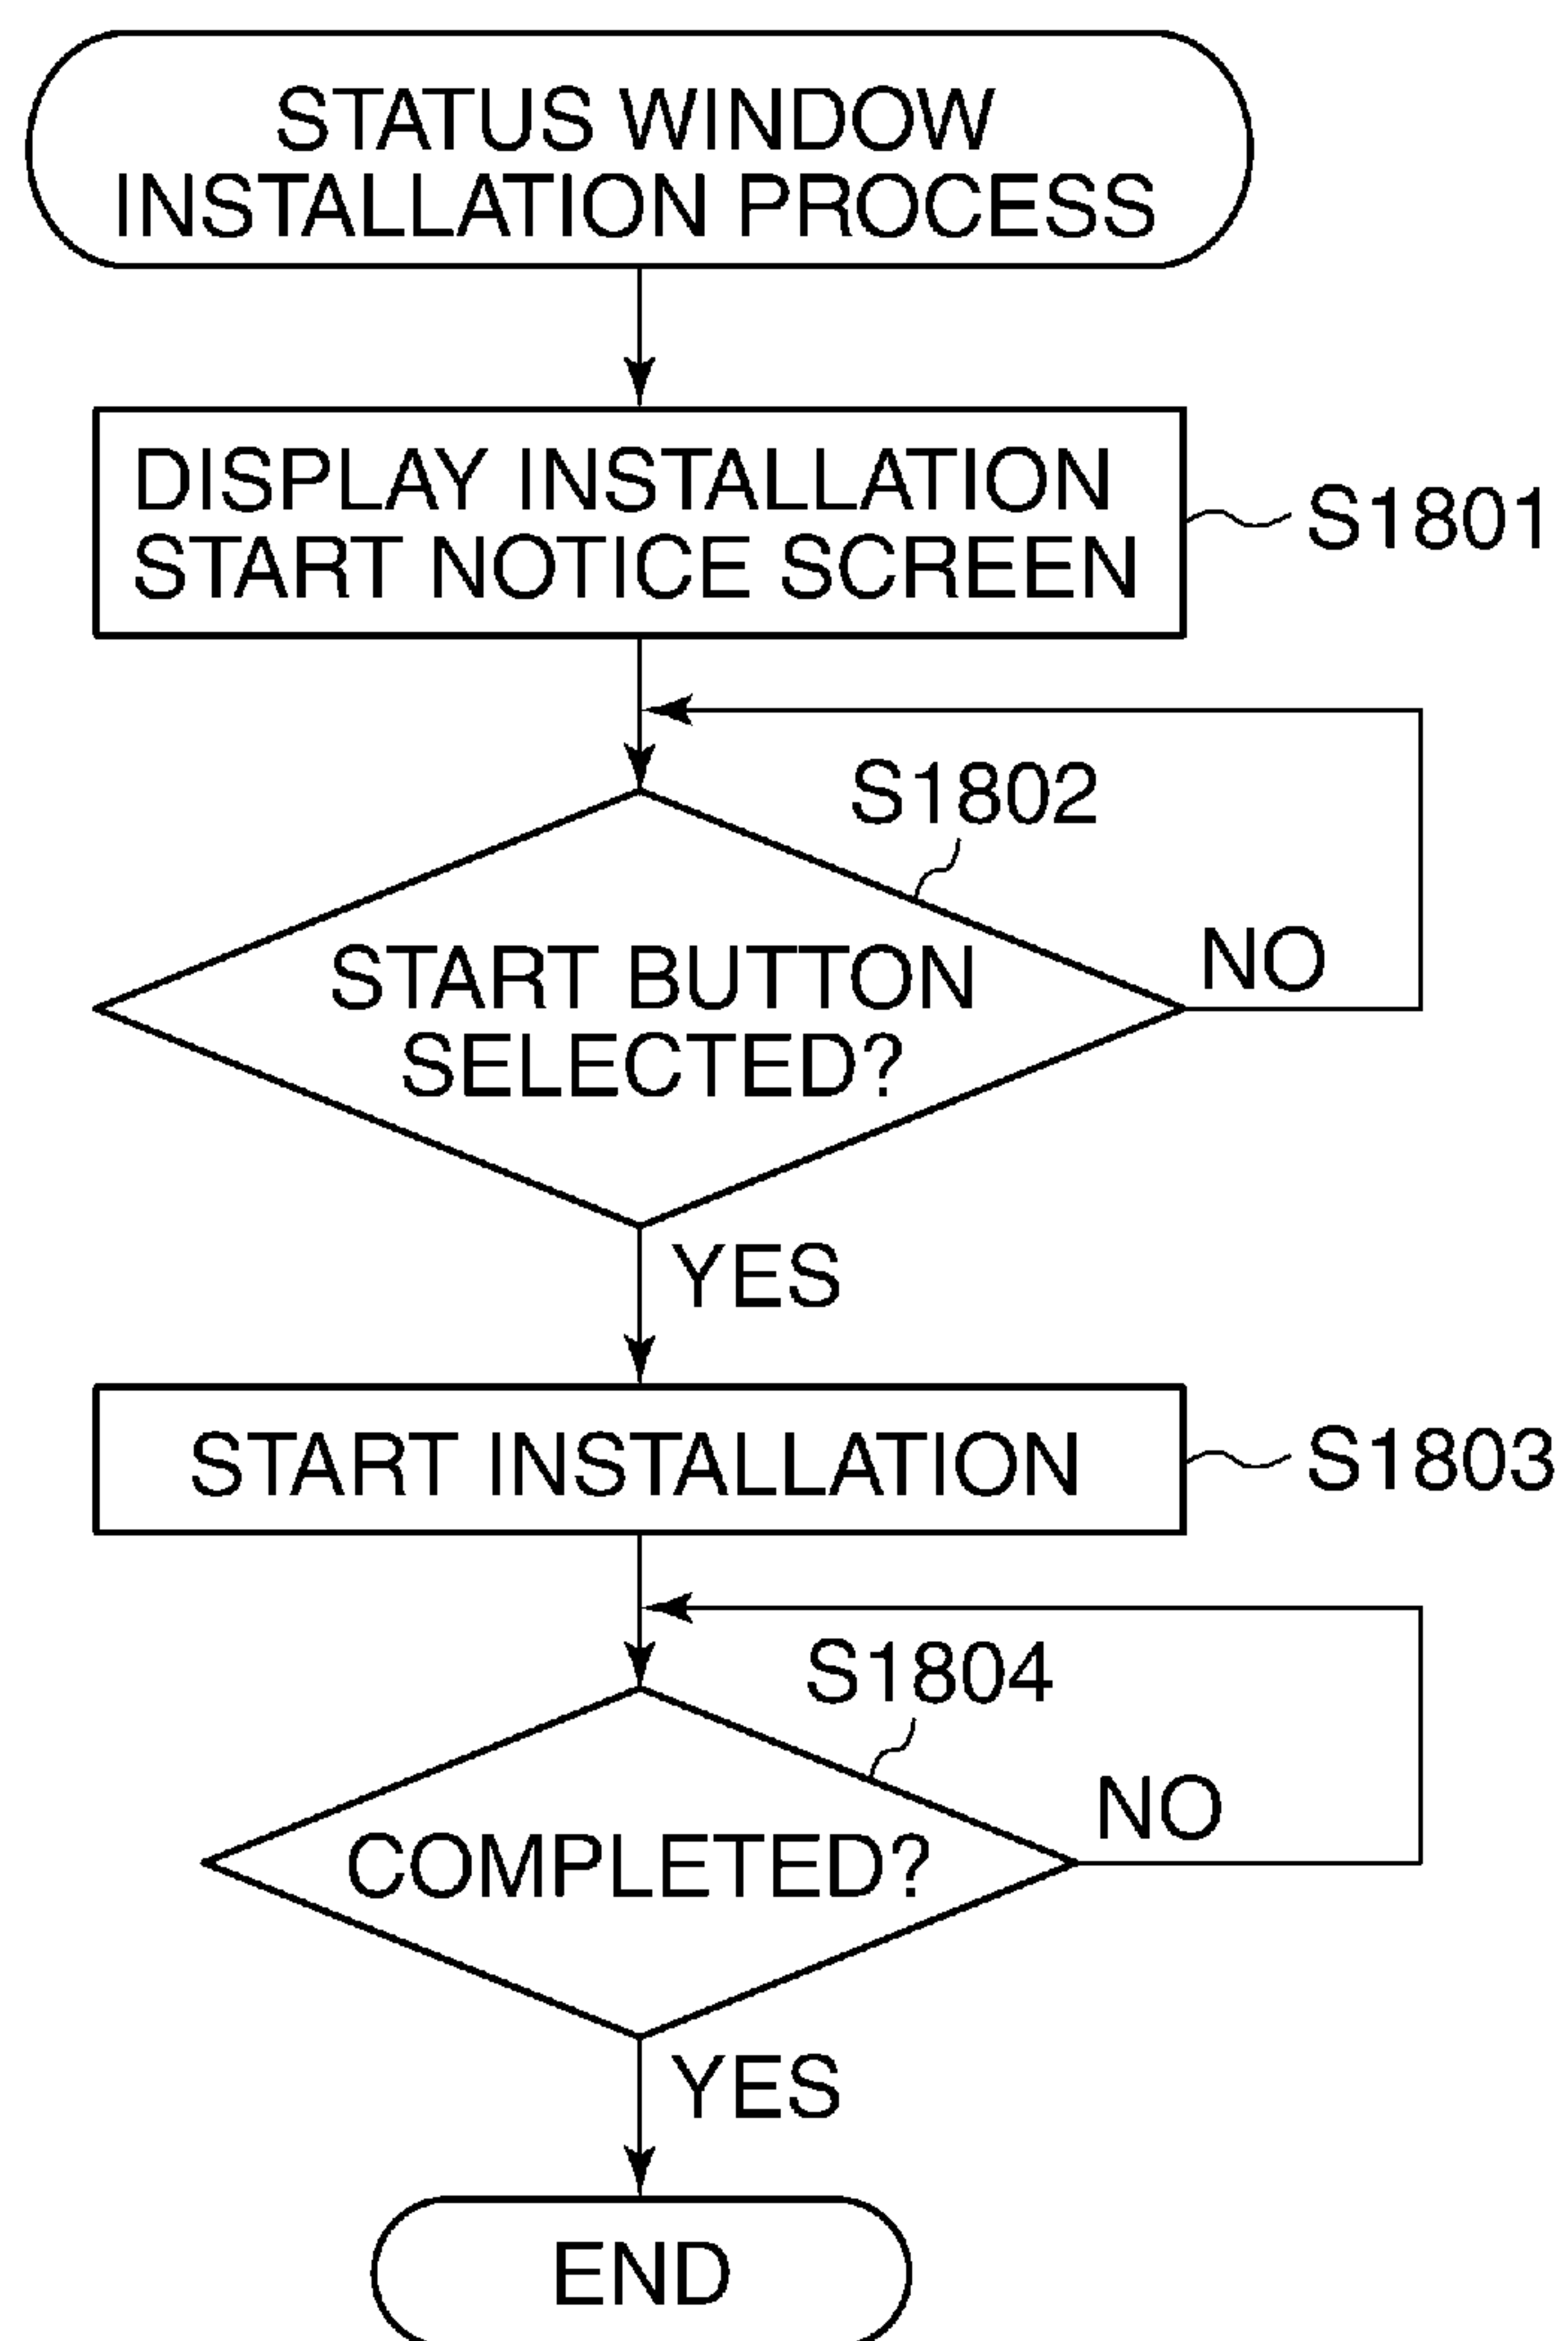 STATUS WINDOW
INSTALLATION PROCESS
DISPLAY INSTALLATION
START NOTICE SCREEN
S1801
S1802
START BUTTON
SELECTED?
NO
YES
START INSTALLATION
S1803
S1804
COMPLETED?
NO
YES
END